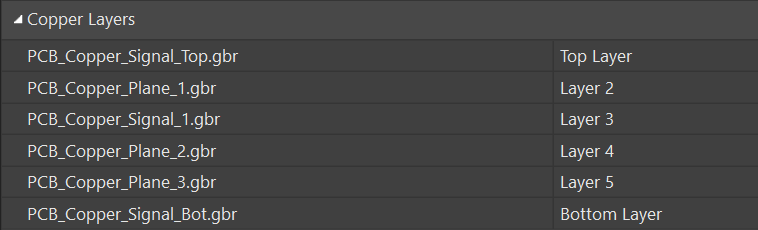 Copper Layers
PCB_Copper_Signal_Top.gbr Top Layer
PCB_Copper_Plane_1.gbr Layer 2
PCB_Copper_Signal_1.gbr Layer 3
PCB_Copper_Plane_2.gbr Layer 4
PCB_Copper_Plane_3.gbr Layer 5
PCB_Copper_Signal_Bot.gbr Bottom Layer